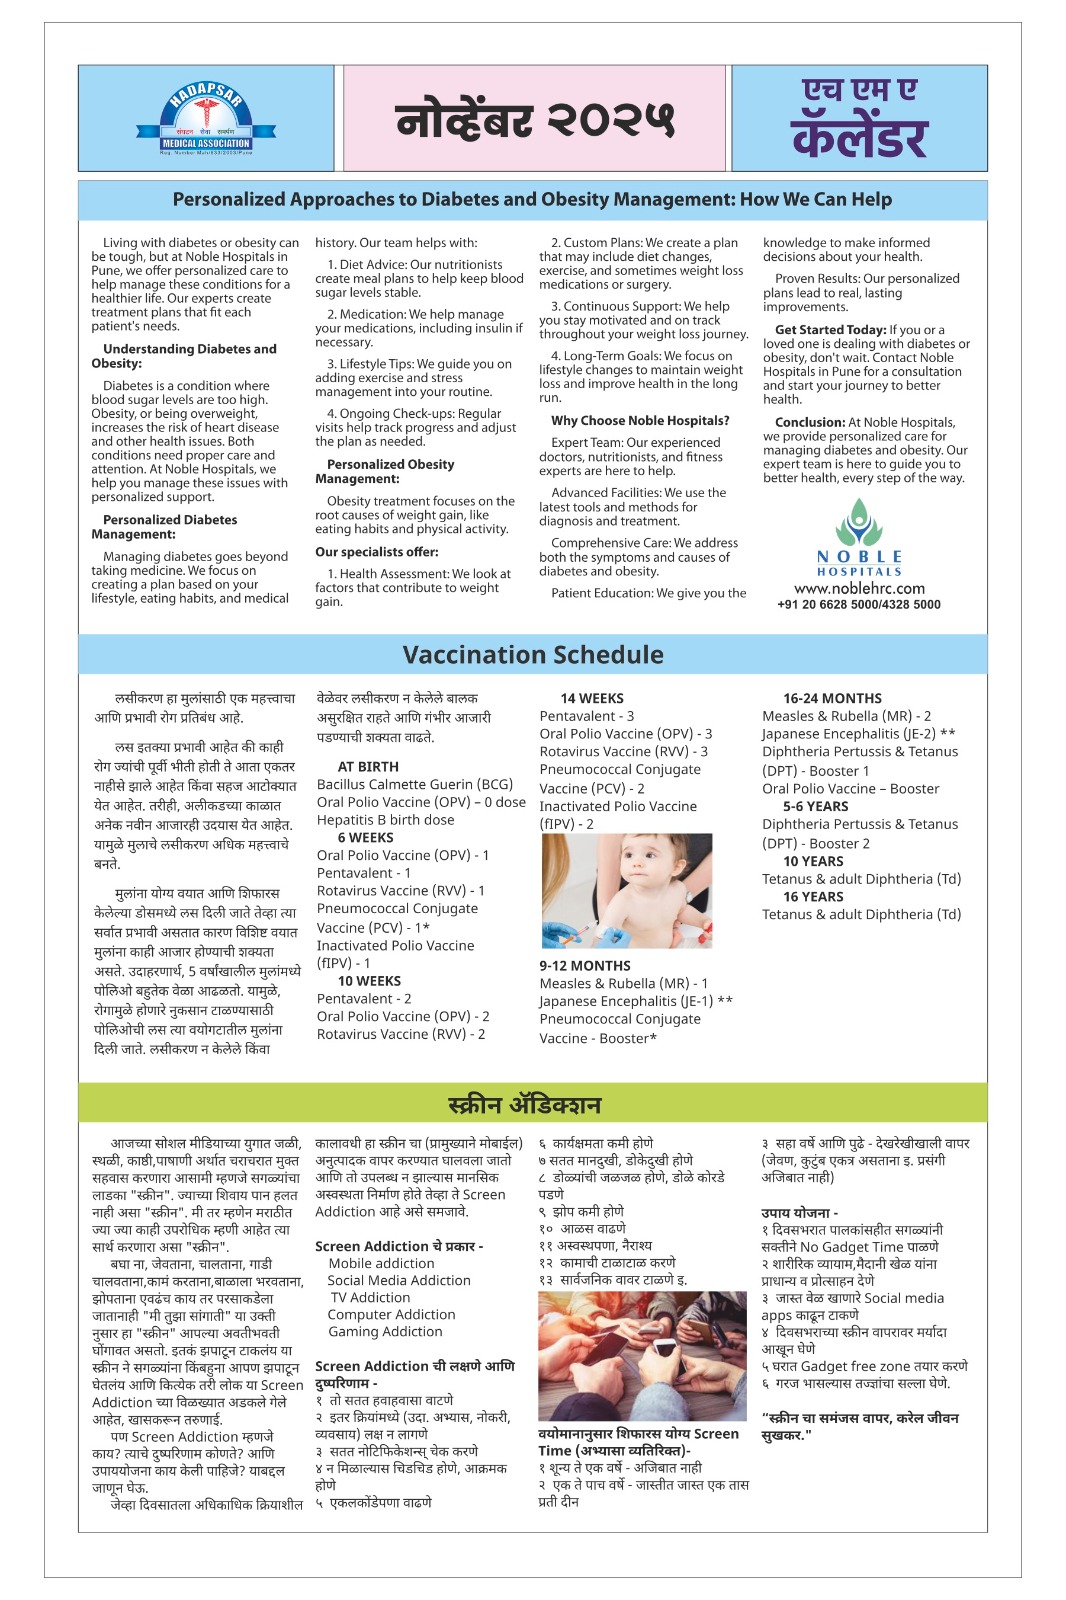 HADAPSAR
संघटन सेवा समर्पण
MEDICAL ASSOCIATION
नोव्हेंबर २०२५
एच एम ए
कॅलेंडर
Personalized Approaches to Diabetes and Obesity Management: How We Can Help
Living with diabetes or obesity can
be tough, but at Noble Hospitals in
Pune, we offer personalized care to
help manage these conditions for a
healthier life. Our experts create
treatment plans that fit each
patient's needs.
Understanding Diabetes and
Obesity:
Diabetes is a condition where
blood sugar levels are too high.
Obesity, or being overweight,
increases the risk of heart disease
and other health issues. Both
conditions need proper care and
attention. At Noble Hospitals, we
help you manage these issues with
personalized support.
Personalized Diabetes
Management:
Managing diabetes goes beyond
taking medicine. We focus on
creating a plan based on your
lifestyle, eating habits, and medical
history. Our team helps with:
1. Diet Advice: Our nutritionists
create meal plans to help keep blood
sugar levels stable.
2. Medication: We help manage
your medications, including insulin if
necessary.
3. Lifestyle Tips: We guide you on
adding exercise and stress
management into your routine.
4. Ongoing Check-ups: Regular
visits help track progress and adjust
the plan as needed.
Personalized Obesity
Management:
Obesity treatment focuses on the
root causes of weight gain, like
eating habits and physical activity.
Our specialists offer:
1. Health Assessment: We look at
factors that contribute to weight
gain.
2. Custom Plans: We create a plan
that may include diet changes,
exercise, and sometimes weight loss
medications or surgery.
3. Continuous Support: We help
you stay motivated and on track
throughout your weight loss journey.
4. Long-Term Goals: We focus on
lifestyle changes to maintain weight
loss and improve health in the long
run.
Why Choose Noble Hospitals?
Expert Team: Our experienced
doctors, nutritionists, and fitness
experts are here to help.
Advanced Facilities: We use the
latest tools and methods for
diagnosis and treatment.
Comprehensive Care: We address
both the symptoms and causes of
diabetes and obesity.
Patient Education: We give you the
knowledge to make informed
decisions about your health.
Proven Results: Our personalized
plans lead to real, lasting
improvements.
Get Started Today: If you or a
loved one is dealing with diabetes or
obesity, don't wait. Contact Noble
Hospitals in Pune for a consultation
and start your journey to better
health.
Conclusion: At Noble Hospitals,
we provide personalized care for
managing diabetes and obesity. Our
expert team is here to guide you to
better health, every step of the way.
NOBLE
HOSPITALS
www.noblehrc.com
+91 20 6628 5000/4328 5000
Vaccination Schedule
लसीकरण हा मुलांसाठी एक महत्त्वाचा
आणि प्रभावी रोग प्रतिबंध आहे.
लस इतक्या प्रभावी आहेत की काही
रोग ज्यांची पूर्वी भीती होती ते आता एकतर
नाहीसे झाले आहेत किंवा सहज आटोक्यात
येत आहेत. तरीही, अलीकडच्या काळात
अनेक नवीन आजारही उदयास येत आहेत.
यामुळे मुलाचे लसीकरण अधिक महत्त्वाचे
बनते.
मुलांना योग्य वयात आणि शिफारस
केलेल्या डोसमध्ये लस दिली जाते तेव्हा त्या
सर्वात प्रभावी असतात कारण विशिष्ट वयात
मुलांना काही आजार होण्याची शक्यता
असते. उदाहरणार्थ, 5 वर्षांखालील मुलांमध्ये
पोलिओ बहुतेक वेळा आढळतो. यामुळे,
रोगामुळे होणारे नुकसान टाळण्यासाठी
पोलिओची लस त्या वयोगटातील मुलांना
दिली जाते. लसीकरण न केलेले किंवा
वेळेवर लसीकरण न केलेले बालक
असुरक्षित राहते आणि गंभीर आजारी
पडण्याची शक्यता वाढते.
AT BIRTH
Bacillus Calmette Guerin (BCG)
Oral Polio Vaccine (OPV) – 0 dose
Hepatitis B birth dose
6 WEEKS
Oral Polio Vaccine (OPV) - 1
Pentavalent - 1
Rotavirus Vaccine (RVV) - 1
Pneumococcal Conjugate
Vaccine (PCV) - 1*
Inactivated Polio Vaccine
(fIPV) - 1
10 WEEKS
Pentavalent - 2
Oral Polio Vaccine (OPV) - 2
Rotavirus Vaccine (RVV) - 2
14 WEEKS
Pentavalent - 3
Oral Polio Vaccine (OPV) - 3
Rotavirus Vaccine (RVV) - 3
Pneumococcal Conjugate
Vaccine (PCV) - 2
Inactivated Polio Vaccine
(fIPV) - 2
9-12 MONTHS
Measles & Rubella (MR) - 1
Japanese Encephalitis (JE-1) **
Pneumococcal Conjugate
Vaccine - Booster*
16-24 MONTHS
Measles & Rubella (MR) - 2
Japanese Encephalitis (JE-2) **
Diphtheria Pertussis & Tetanus
(DPT) - Booster 1
Oral Polio Vaccine – Booster
5-6 YEARS
Diphtheria Pertussis & Tetanus
(DPT) - Booster 2
10 YEARS
Tetanus & adult Diphtheria (Td)
16 YEARS
Tetanus & adult Diphtheria (Td)
स्क्रीन ॲडिक्शन
आजच्या सोशल मीडियाच्या युगात जळी,
स्थळी, काष्ठी,पाषाणी अर्थात चराचरात मुक्त
सहवास करणारा आसामी म्हणजे सगळ्यांचा
लाडका "स्क्रीन". ज्याच्या शिवाय पान हलत
नाही असा "स्क्रीन". मी तर म्हणेन मराठीत
ज्या ज्या काही उपरोधिक म्हणी आहेत त्या
सार्थ करणारा असा "स्क्रीन".
बघा ना, जेवताना, चालताना, गाडी
चालवताना,कामं करताना,बाळाला भरवताना,
झोपताना एवढंच काय तर परसाकडेला
जातानाही "मी तुझा सांगाती" या उक्ती
नुसार हा "स्क्रीन" आपल्या अवतीभवती
घोंगावत असतो. इतकं झपाटून टाकलंय या
स्क्रीन ने सगळ्यांना किंबहुना आपण झपाटून
घेतलंय आणि कित्येक तरी लोक या Screen
Addiction च्या विळख्यात अडकले गेले
आहेत, खासकरून तरुणाई.
पण Screen Addiction म्हणजे
काय? त्याचे दुष्परिणाम कोणते? आणि
उपाययोजना काय केली पाहिजे? याबद्दल
जाणून घेऊ.
जेव्हा दिवसातला अधिकाधिक क्रियाशील
कालावधी हा स्क्रीन चा (प्रामुख्याने मोबाईल)
अनुत्पादक वापर करण्यात घालवला जातो
आणि तो उपलब्ध न झाल्यास मानसिक
अस्वस्थता निर्माण होते तेव्हा ते Screen
Addiction आहे असे समजावे.
Screen Addiction चे प्रकार -
Mobile addiction
Social Media Addiction
TV Addiction
Computer Addiction
Gaming Addiction
Screen Addiction ची लक्षणे आणि
दुष्परिणाम -
१ तो सतत हवाहवासा वाटणे
२ इतर क्रियांमध्ये (उदा. अभ्यास, नोकरी,
व्यवसाय) लक्ष न लागणे
३ सतत नोटिफिकेशन्स् चेक करणे
४ न मिळाल्यास चिडचिड होणे, आक्रमक
होणे
५ एकलकोंडेपणा वाढणे
६ कार्यक्षमता कमी होणे
७ सतत मानदुखी, डोकेदुखी होणे
८ डोळ्यांची जळजळ होणे, डोळे कोरडे
पडणे
९ झोप कमी होणे
१० आळस वाढणे
११ अस्वस्थपणा, नैराश्य
१२ कामाची टाळाटाळ करणे
१३ सार्वजनिक वावर टाळणे इ.
वयोमानानुसार शिफारस योग्य Screen
Time (अभ्यासा व्यतिरिक्त)-
१ शून्य ते एक वर्षे - अजिबात नाही
२ एक ते पाच वर्षे - जास्तीत जास्त एक तास
प्रती दीन
३ सहा वर्षे आणि पुढे - देखरेखीखाली वापर
(जेवण, कुटुंब एकत्र असताना इ. प्रसंगी
अजिबात नाही)
उपाय योजना -
१ दिवसभरात पालकांसहीत सगळ्यांनी
सक्तीने No Gadget Time पाळणे
२ शारीरिक व्यायाम,मैदानी खेळ यांना
प्राधान्य व प्रोत्साहन देणे
३ जास्त वेळ खाणारे Social media
apps काढून टाकणे
४ दिवसभराच्या स्क्रीन वापरावर मर्यादा
आखून घेणे
५ घरात Gadget free zone तयार करणे
६ गरज भासल्यास तज्ज्ञांचा सल्ला घेणे.
“स्क्रीन चा समंजस वापर, करेल जीवन
सुखकर."